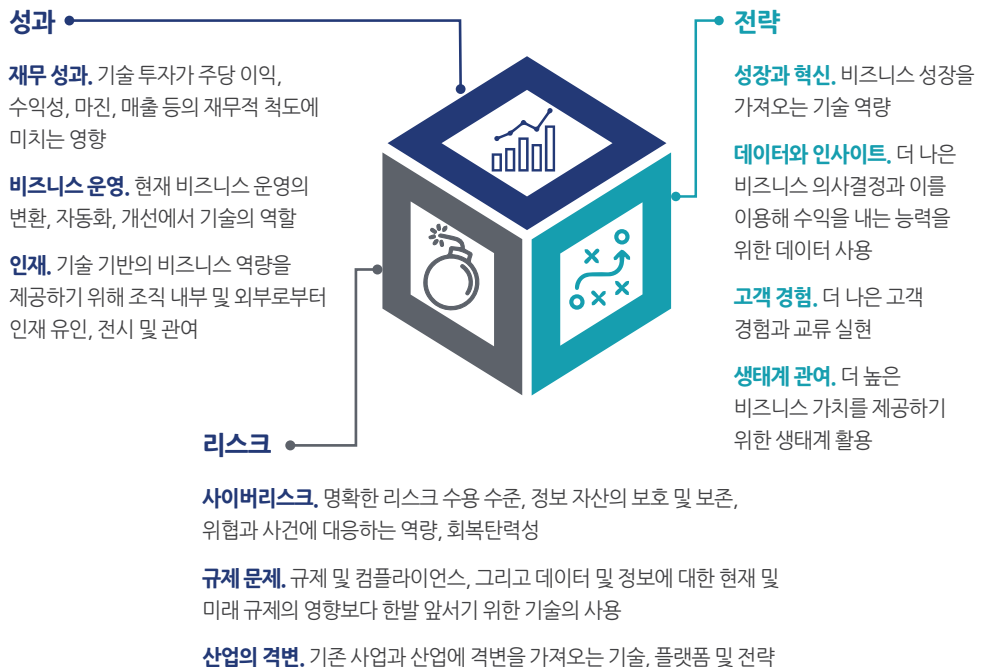 성과
재무 성과. 기술 투자가 주당 이익,
수익성, 마진, 매출 등의 재무적 척도에
미치는 영향
비즈니스 운영. 현재 비즈니스 운영의
변환, 자동화, 개선에서 기술의 역할
인재. 기술 기반의 비즈니스 역량을
제공하기 위해 조직 내부 및 외부로부터
인재 유인, 전시 및 관여
전략
성장과 혁신. 비즈니스 성장을
가져오는 기술 역량
데이터와 인사이트. 더 나은
비즈니스 의사결정과 이를
이용해 수익을 내는 능력을
위한 데이터 사용
고객 경험. 더 나은 고객
경험과 교류 실현
생태계 관여. 더 높은
비즈니스 가치를 제공하기
위한 생태계 활용
리스크
사이버리스크. 명확한 리스크 수용 수준, 정보 자산의 보호 및 보존,
위협과 사건에 대응하는 역량, 회복탄력성
규제 문제. 규제 및 컴플라이언스, 그리고 데이터 및 정보에 대한 현재 및
미래 규제의 영향보다 한발 앞서기 위한 기술의 사용
산업의 격변. 기존 사업과 산업에 격변을 가져오는 기술, 플랫폼 및 전략